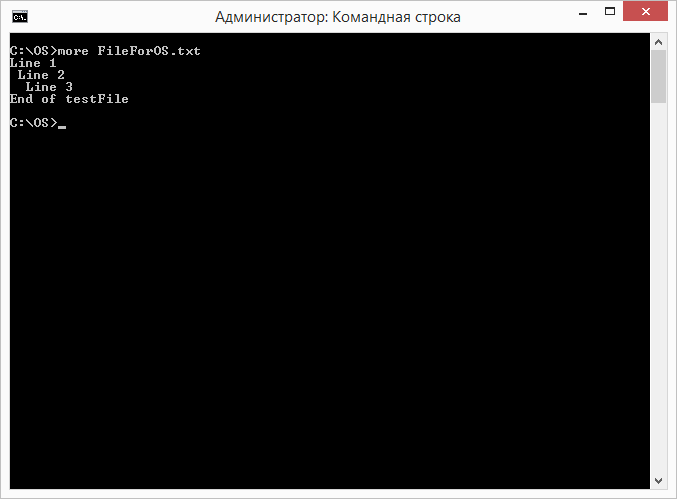 Администратор: Командная строка
C:\OS>more FileForOS.txt
Line 1
 Line 2
  Line 3
End of testFile
C:\OS>_